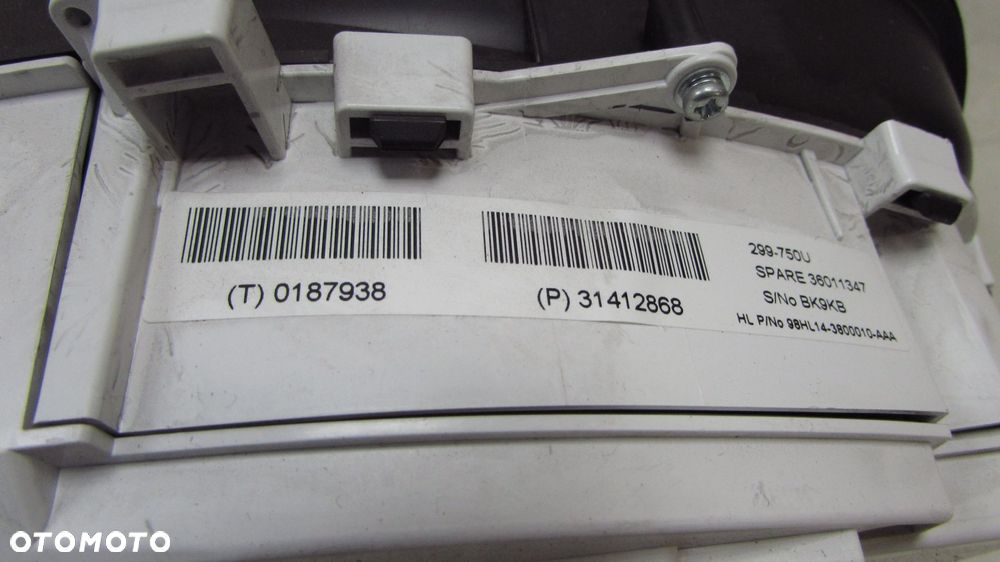 (T) 0187938
(P) 31412868
299-750U
SPARE 36011347
S/No BK9KB
HL P/No 98HL14-3800010-AAA
OTOMOTO